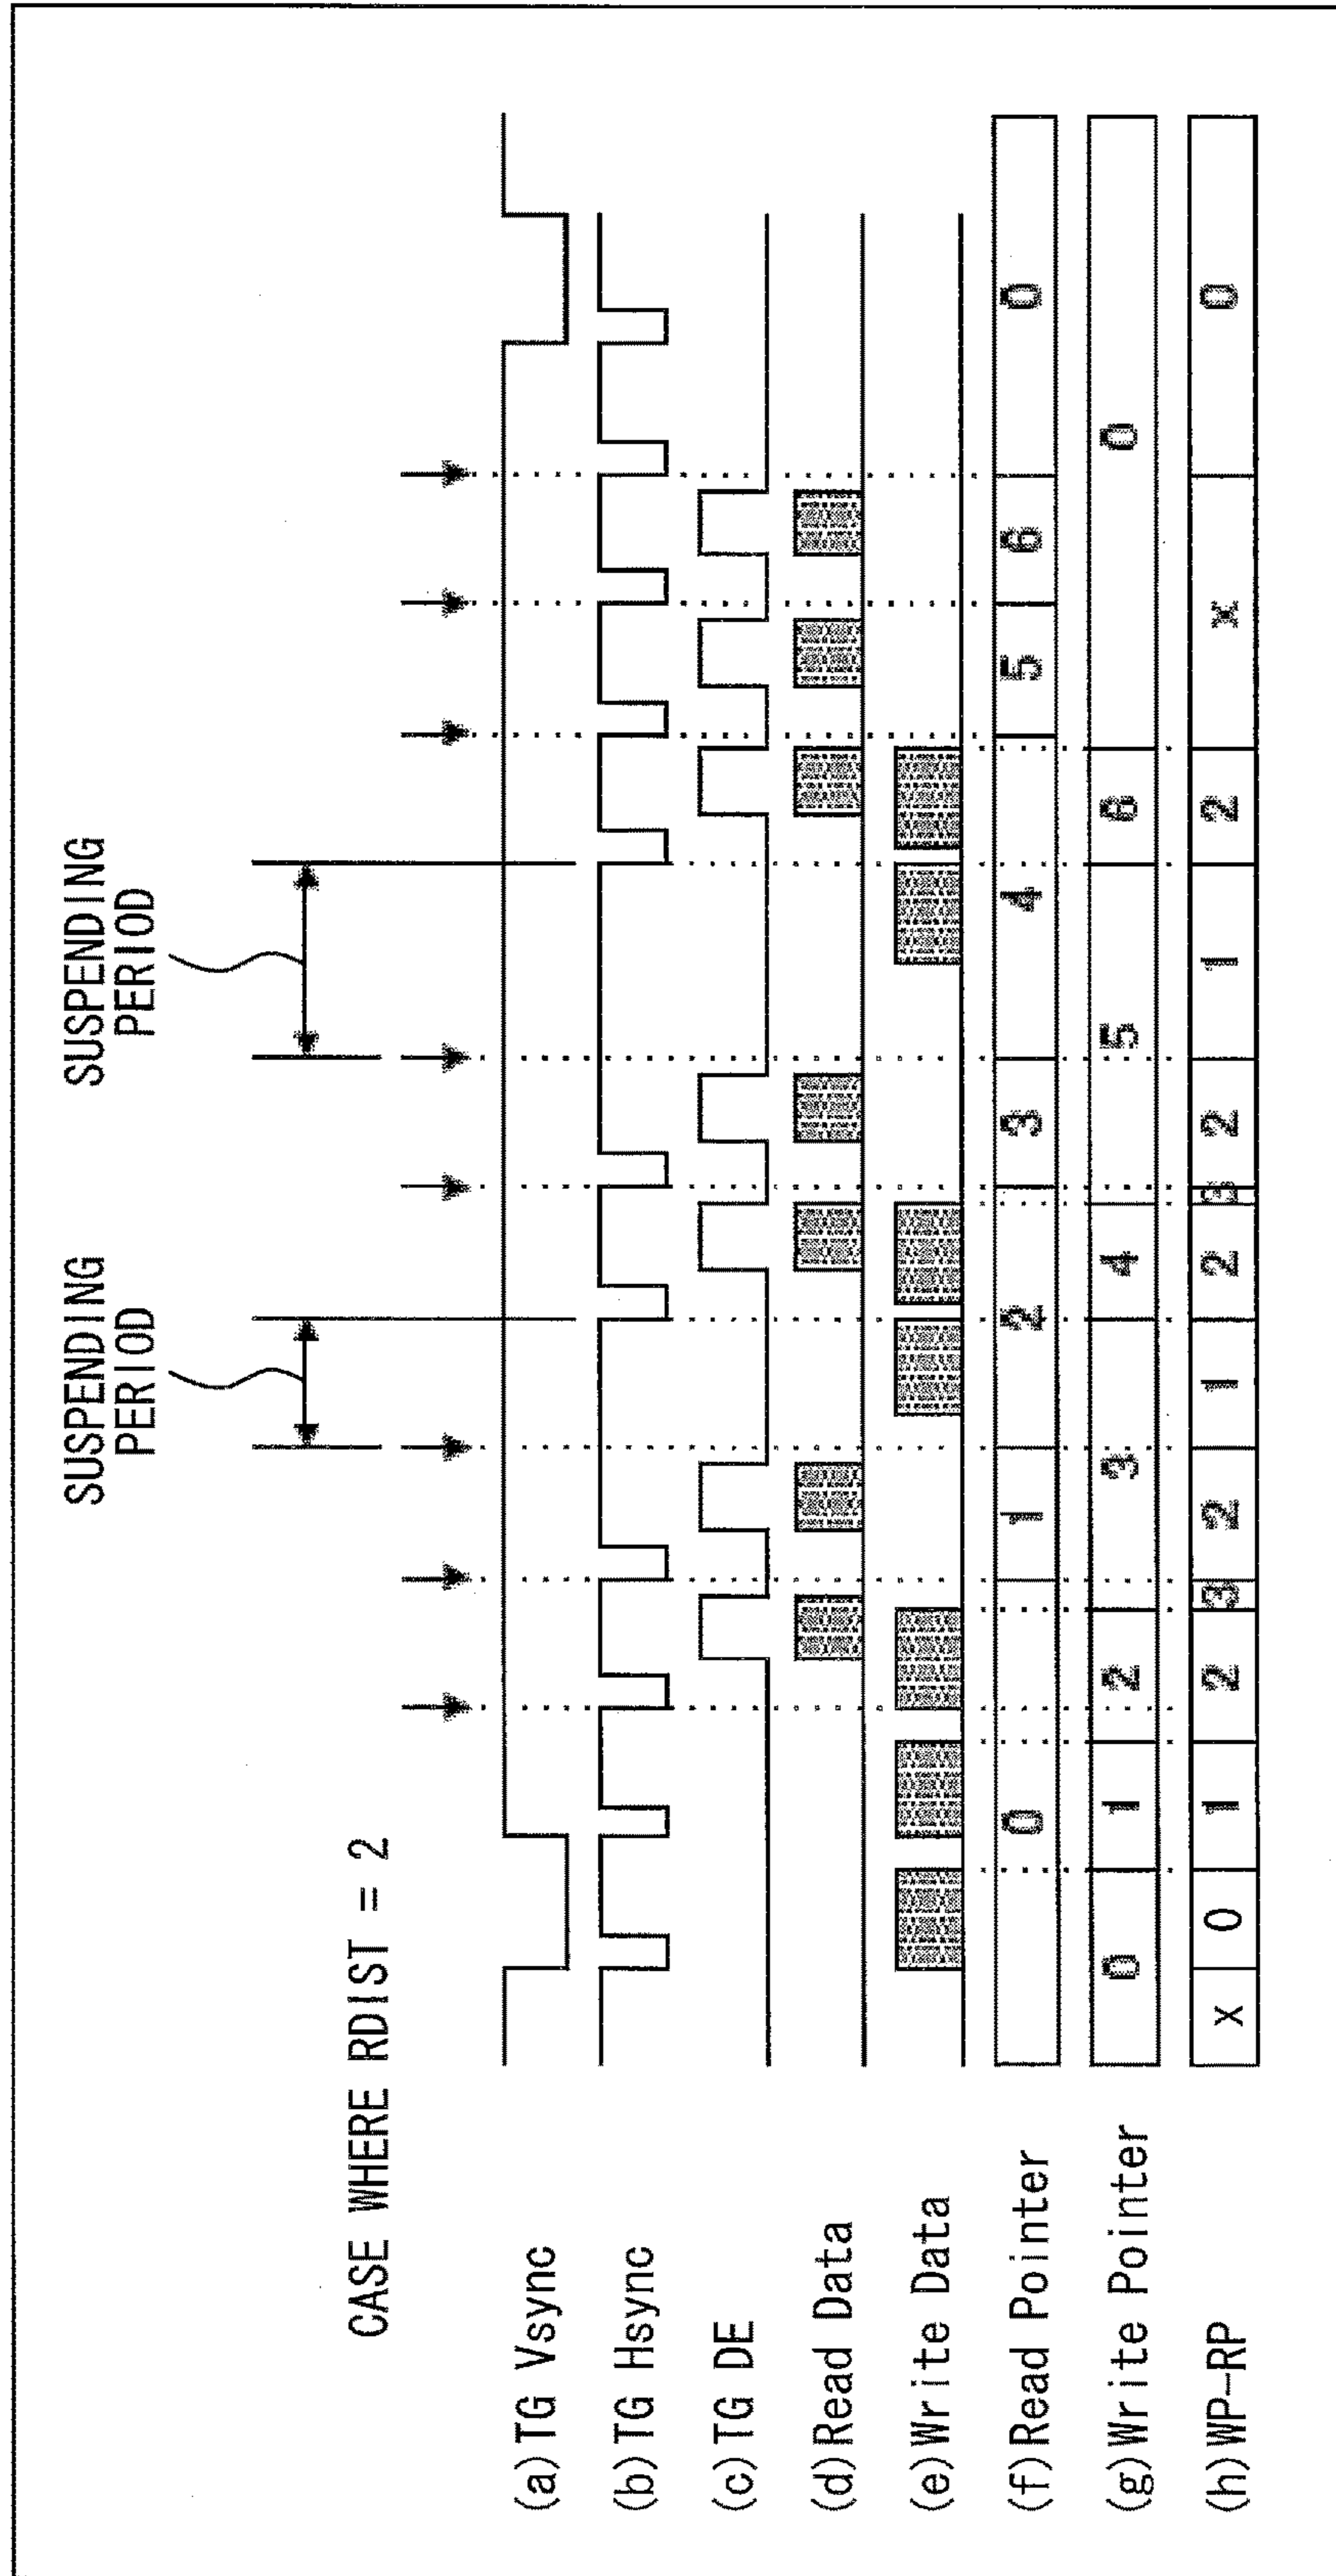 SUSPENDING
PERIOD
SUSPENDING
PERIOD
CASE WHERE RDIST = 2
(a) TG Vsync
(b) TG Hsync
(c) TG DE
(d) Read Data
(e) Write Data
(f) Read Pointer 0 1 2 3 4 5 6 0
(g) Write Pointer 0 1 2 3 4 5 6 0
(h) WP-RP x 0 1 2 3 2 1 2 3 2 1 2 x 0